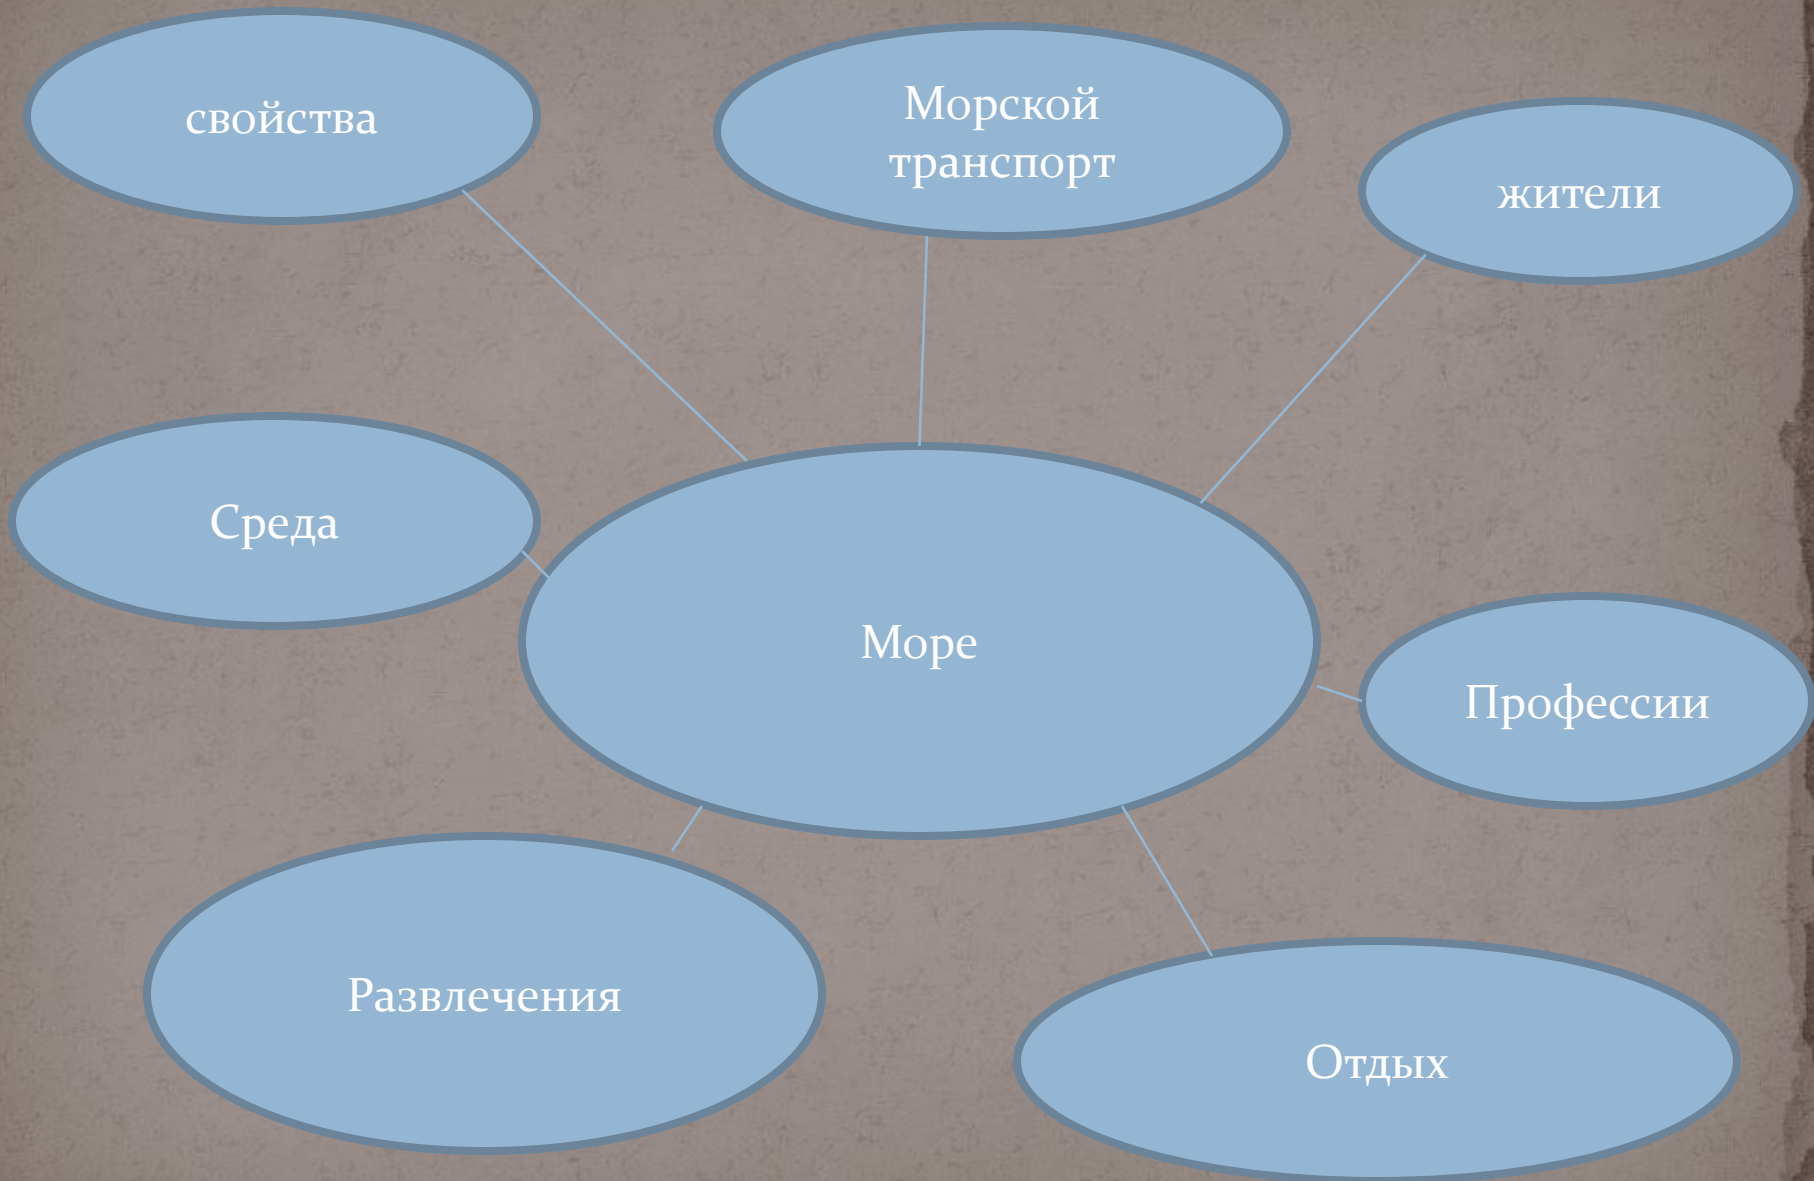 свойства
Морской
транспорт
жители
Среда
Море
Профессии
Развлечения
Отдых